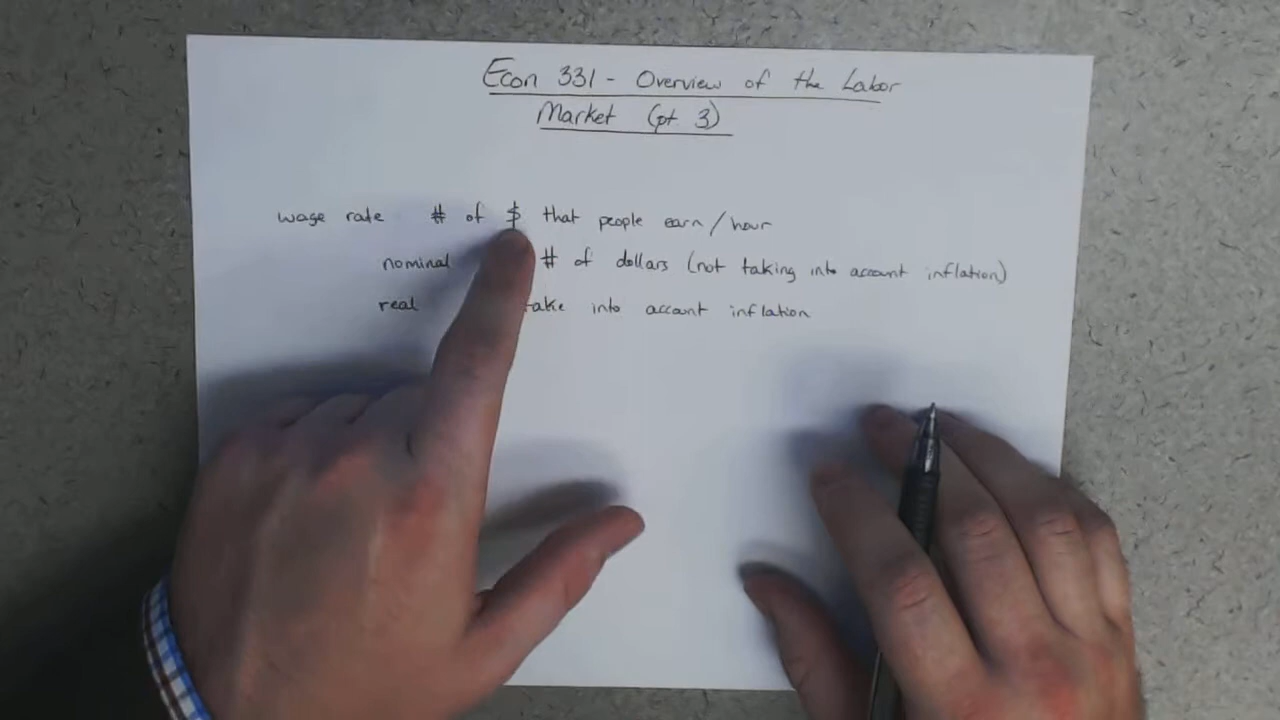 Econ 331 - Overview of the Labor
Market (pt. 3)
wage rate # of $ that people earn/hour
nominal # of dollars (not taking into account inflation)
real take into account inflation